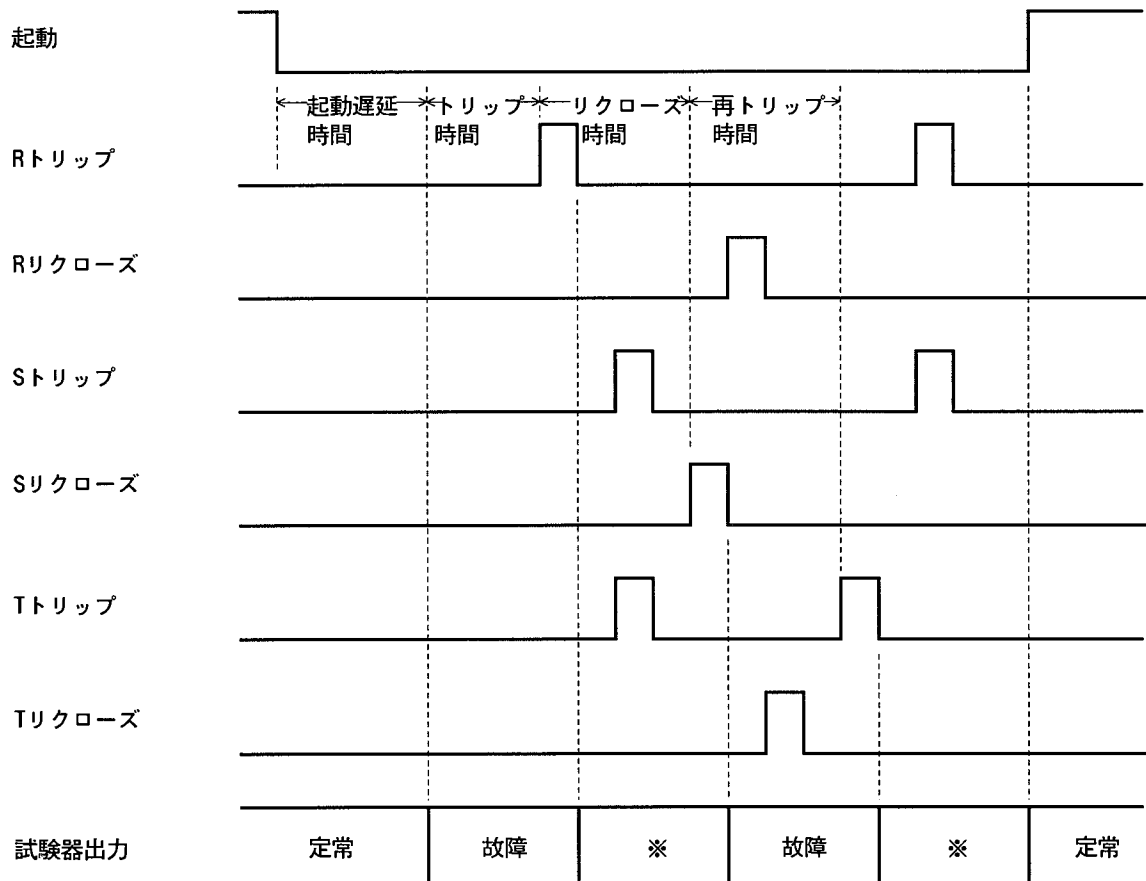 起動
起動遅延 トリップ リクローズ 再トリップ
時間 時間 時間 時間
Rトリップ
Rリクローズ
Sトリップ
Sリクローズ
Tトリップ
Tリクローズ
試験器出力 定常 故障 ※ 故障 ※ 定常